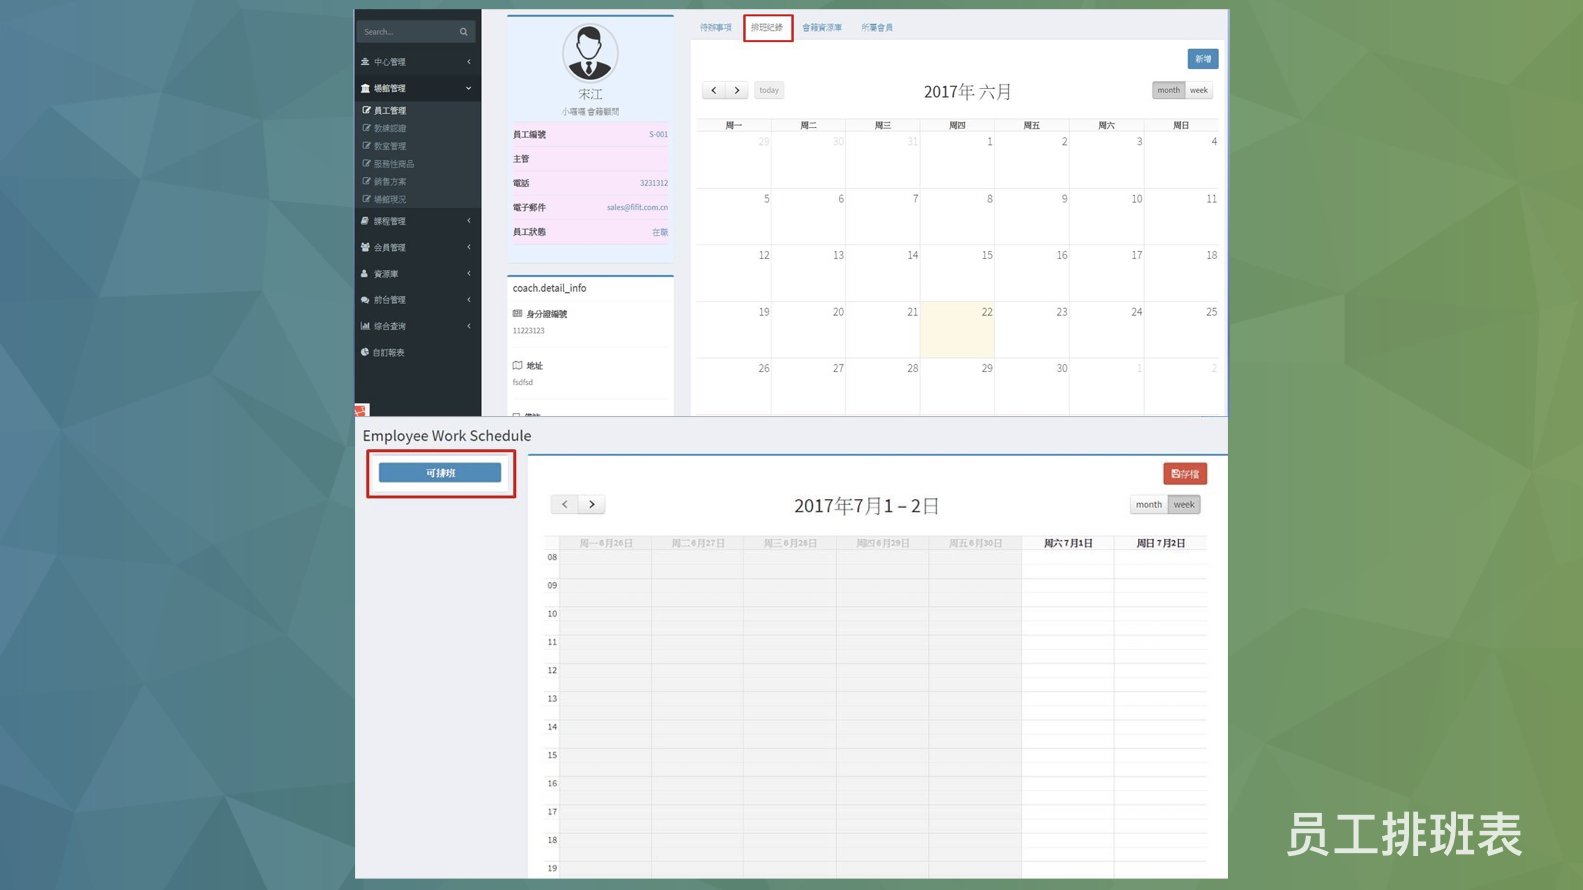 Search...
中心管理
場館管理
員工管理
教練認證
教室管理
服務性商品
銷售方案
場館現況
課程管理
会員管理
資源庫
前台管理
综合查询
自訂報表
宋江
小囉囉 會籍顧問
員工編號 S-001
主管
電話 3231312
電子郵件 sales@fifit.com.cn
員工狀態 在職
coach.detail_info
身分證編號
11223123
地址
fsdfsd
待辦事項 排班紀錄 會籍資源庫 所屬會員
新增
today
2017年 六月
month week
周一 周二 周三 周四 周五 周六 周日
29 30 31 1 2 3 4
5 6 7 8 9 10 11
12 13 14 15 16 17 18
19 20 21 22 23 24 25
26 27 28 29 30 1 2
Employee Work Schedule
可排班
存檔
2017年7月1 – 2日
month week
周一 6月26日 周二 6月27日 周三 6月28日 周四 6月29日 周五 6月30日 周六 7月1日 周日 7月2日
08
09
10
11
12
13
14
15
16
17
18
19
员工排班表